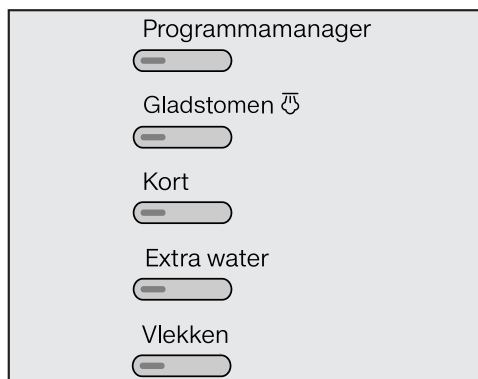 Programmamanager
Gladstomen
Kort
Extra water
Vlekken